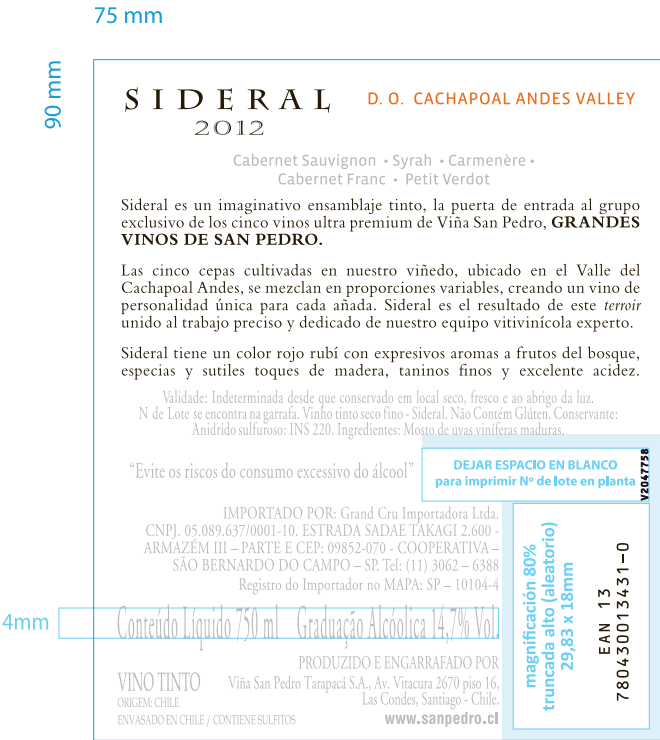 75 mm
90 mm
SIDERAL
2012
D. O. CACHAPOAL ANDES VALLEY
Cabernet Sauvignon • Syrah • Carmenère •
Cabernet Franc • Petit Verdot
Sideral es un imaginativo ensamblaje tinto, la puerta de entrada al grupo
exclusivo de los cinco vinos ultra premium de Viña San Pedro, GRANDES
VINOS DE SAN PEDRO.
Las cinco cepas cultivadas en nuestro viñedo, ubicado en el Valle del
Cachapoal Andes, se mezclan en proporciones variables, creando un vino de
personalidad única para cada añada. Sideral es el resultado de este terroir
unido al trabajo preciso y dedicado de nuestro equipo vitivinícola experto.
Sideral tiene un color rojo rubí con expresivos aromas a frutos del bosque,
especias y sutiles toques de madera, taninos finos y excelente acidez.
Validade: Indeterminada desde que conservado em local seco, fresco e ao abrigo da luz.
N de Lote se encontra na garrafa. Vinho tinto seco fino - Sideral. Não Contém Glúten. Conservante:
Anidrido sulfuroso: INS 220. Ingredientes: Mosto de uvas viníferas maduras.
"Evite os riscos do consumo excessivo do álcool"
DEJAR ESPACIO EN BLANCO
para imprimir Nº de lote en planta
V2047758
IMPORTADO POR: Grand Cru Importadora Ltda.
CNPJ. 05.089.637/0001-10. ESTRADA SADAE TAKAGI 2.600 -
ARMAZÉM III – PARTE E CEP: 09852-070 - COOPERATIVA –
SÃO BERNARDO DO CAMPO – SP. Tel: (11) 3062 – 6388
Registro do Importador no MAPA: SP – 10104-4
4mm
Conteúdo Líquido 750 ml Graduação Alcóolica 14,7% Vol.
PRODUZIDO E ENGARRAFADO POR
Viña San Pedro Tarapacá S.A., Av. Vitacura 2670 piso 16,
Las Condes, Santiago - Chile.
www.sanpedro.cl
VINO TINTO
ORIGEM: CHILE
ENVASADO EN CHILE / CONTIENE SULFITOS
magnificación 80%
truncada alto (aleatorio)
29,83 x 18mm
EAN 13
780430013431-0